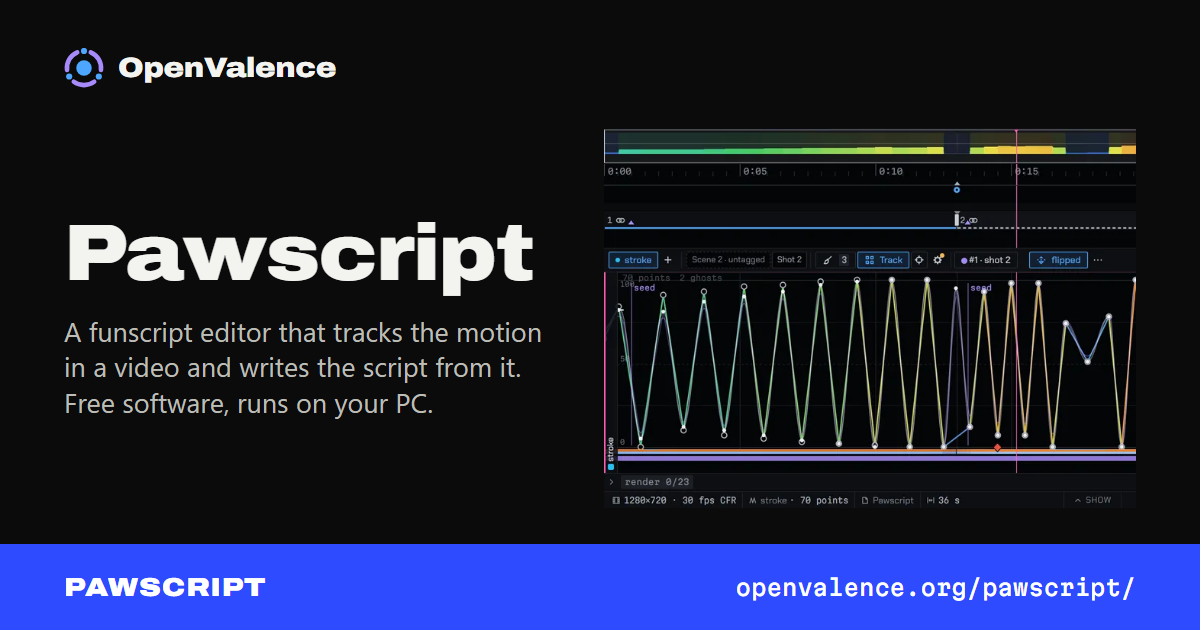 OpenValence
Pawscript
A funscript editor that tracks the motion
in a video and writes the script from it.
Free software, runs on your PC.
0:00 0:05 0:10 0:15
1 2
stroke + Scene 2 · untagged Shot 2 3 Track #1 · shot 2 flipped ···
70 points 2 ghosts
100 seed seed
50
0
stroke
render 0/23
1280×720 · 30 fps CFR stroke · 70 points Pawscript 36 s SHOW
PAWSCRIPT
openvalence.org/pawscript/